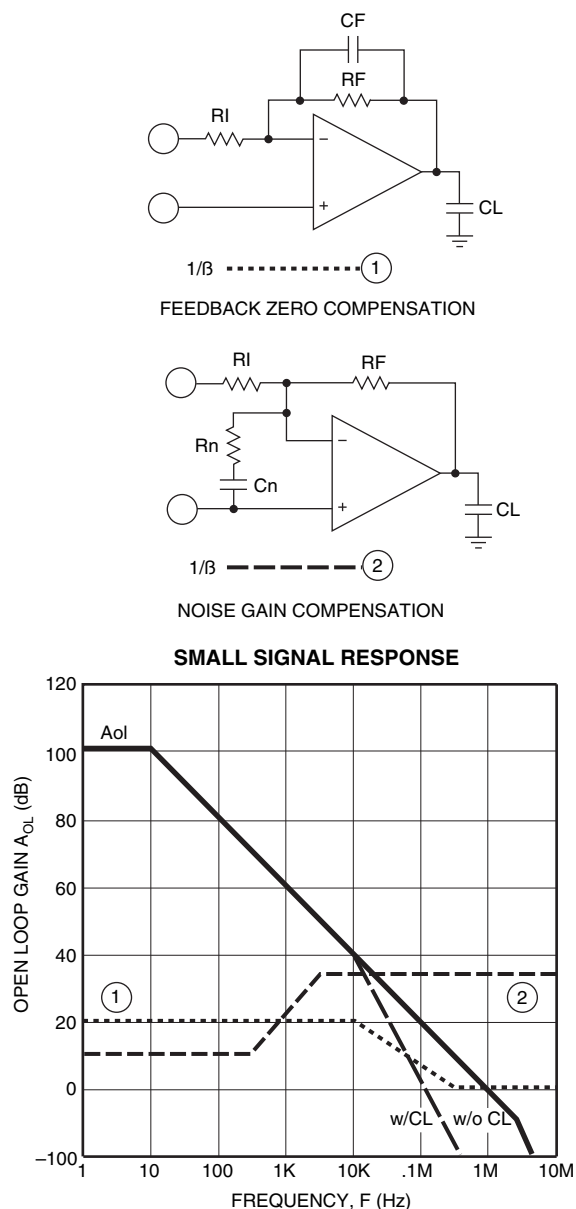 CF
RF
RI
−
+
CL
1/ß
1
FEEDBACK ZERO COMPENSATION
RI
RF
Rn
Cn
−
+
CL
1/ß
2
NOISE GAIN COMPENSATION
SMALL SIGNAL RESPONSE
OPEN LOOP GAIN AOL (dB)
120
100
80
60
40
20
0
–100
Aol
1
2
w/CL
w/o CL
1
10
100
1K
10K
.1M
1M
10M
FREQUENCY, F (Hz)